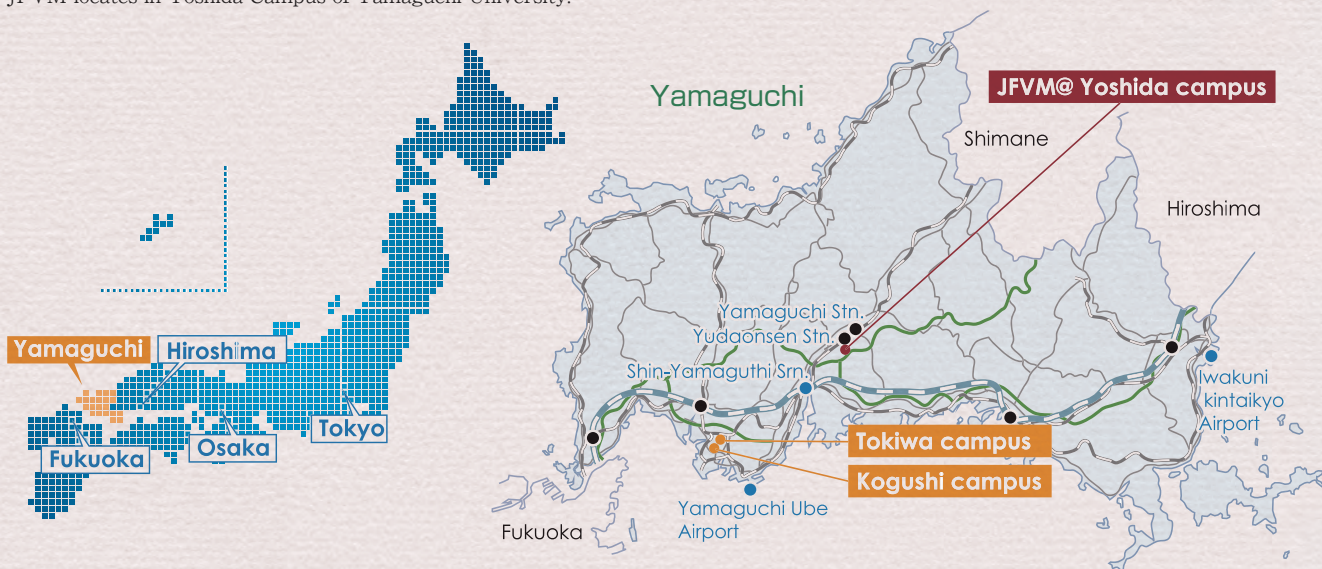 JFVM locates in Yoshida Campus of Yamaguchi University.
Yamaguchi
JFVM@ Yoshida campus
Shimane
Hiroshima
Yamaguchi Stn.
Yudaonsen Stn.
Shin-Yamaguthi Srn.
Yamaguchi
Hiroshima
Iwakuni
kintaikyo
Airport
Tokyo
Osaka
Fukuoka
Tokiwa campus
Kogushi campus
Yamaguchi Ube
Airport
Fukuoka